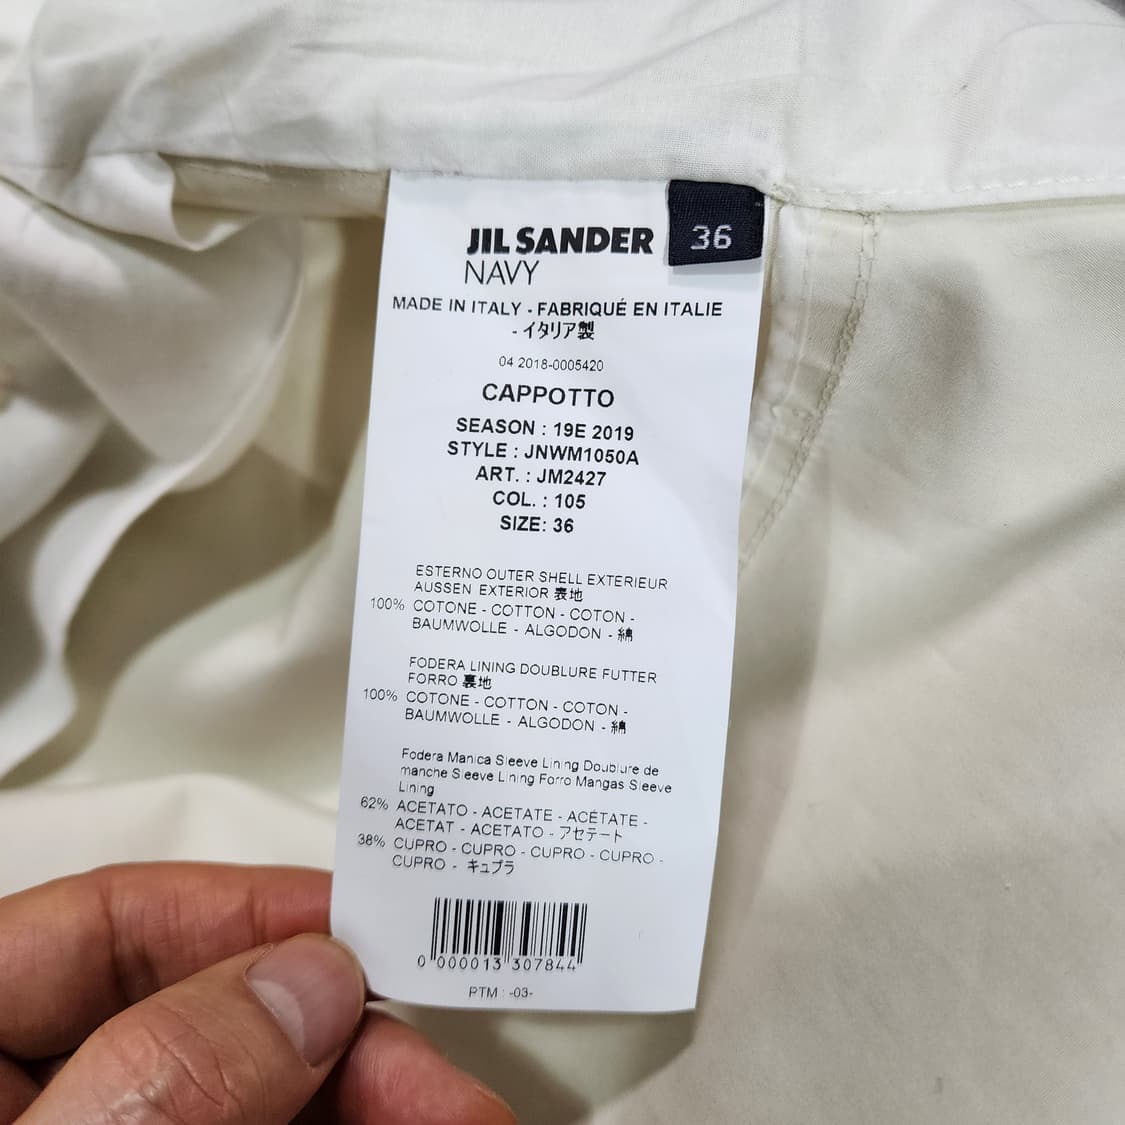 JIL SANDER
NAVY
36
MADE IN ITALY - FABRIQUÉ EN ITALIE
- イタリア製
04 2018-0005420
CAPPOTTO
SEASON : 19E 2019
STYLE : JNWM1050A
ART. : JM2427
COL. : 105
SIZE: 36
ESTERNO OUTER SHELL EXTERIEUR
AUSSEN EXTERIOR 表地
100% COTONE - COTTON - COTON -
BAUMWOLLE - ALGODON - 綿
FODERA LINING DOUBLURE FUTTER
FORRO 裏地
100% COTONE - COTTON - COTON -
BAUMWOLLE - ALGODON - 綿
Fodera Manica Sleeve Lining Doublure de
manche Sleeve Lining Forro Mangas Sleeve
Lining
62% ACETATO - ACETATE - ACÉTATE -
ACETAT - ACETATO - アセテート
38% CUPRO - CUPRO - CUPRO - CUPRO -
CUPRO - キュプラ
0 000013 307844
PTM : -03-